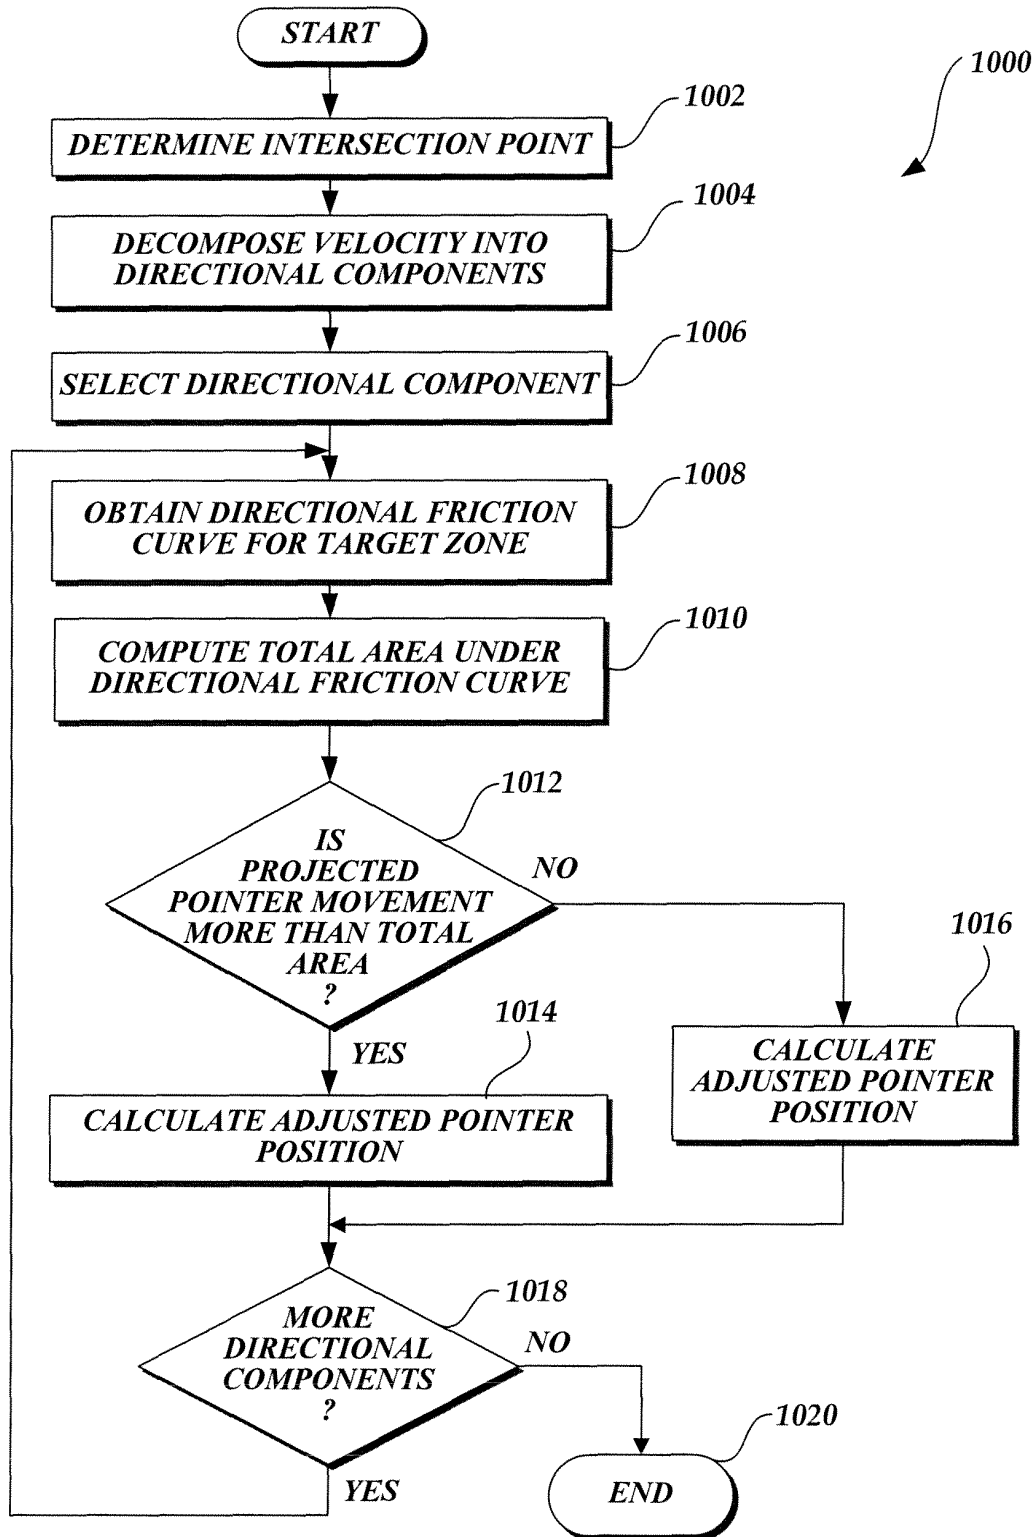 START
1000
1002
DETERMINE INTERSECTION POINT
1004
DECOMPOSE VELOCITY INTO
DIRECTIONAL COMPONENTS
1006
SELECT DIRECTIONAL COMPONENT
1008
OBTAIN DIRECTIONAL FRICTION
CURVE FOR TARGET ZONE
1010
COMPUTE TOTAL AREA UNDER
DIRECTIONAL FRICTION CURVE
1012
IS
PROJECTED
POINTER MOVEMENT
MORE THAN TOTAL
AREA
?
NO
1016
YES
1014
CALCULATE
ADJUSTED POINTER
POSITION
CALCULATE ADJUSTED POINTER
POSITION
1018
MORE
DIRECTIONAL
COMPONENTS
?
NO
YES
1020
END